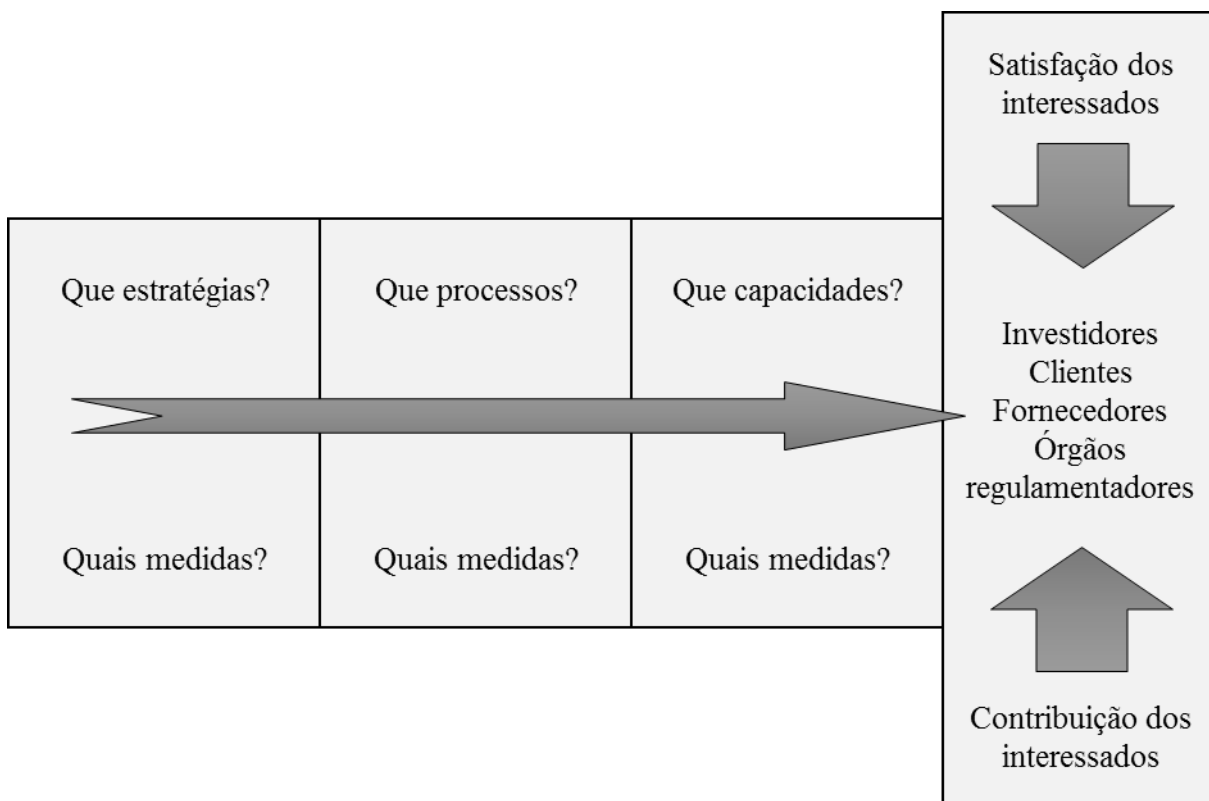 Satisfação dos
interessados
Que estratégias?
Que processos?
Que capacidades?
Investidores
Clientes
Fornecedores
Órgãos
regulamentadores
Quais medidas?
Quais medidas?
Quais medidas?
Contribuição dos
interessados